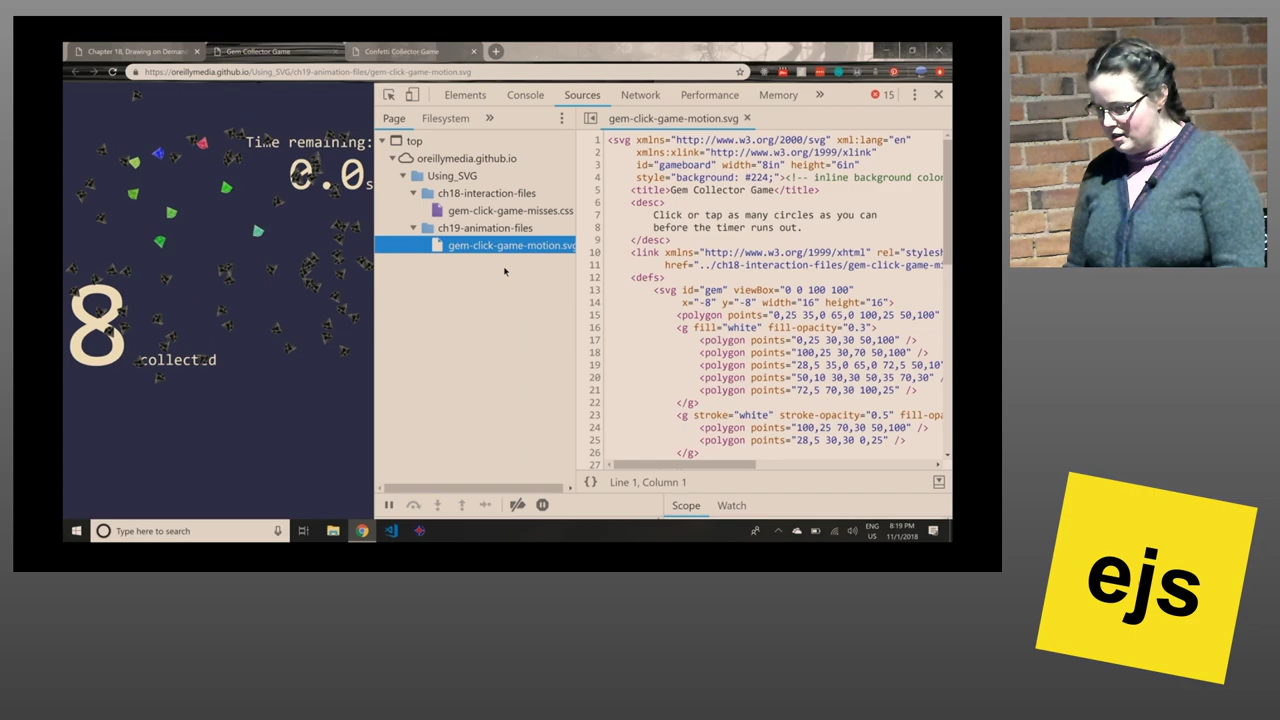 Chapter 18, Drawing on Deman
Gem Collector Game
Confetti Collector Game
https://oreillymedia.github.io/Using_SVG/ch19-animation-files/gem-click-game-motion.svg
Elements Console Sources Network Performance Memory » 15
Page Filesystem »
gem-click-game-motion.svg
Time remaining:
0.0s
8
collected
top
oreillymedia.github.io
Using_SVG
ch18-interaction-files
gem-click-game-misses.css
ch19-animation-files
gem-click-game-motion.svg
1 <svg xmlns="http://www.w3.org/2000/svg" xml:lang="en"
2 xmlns:xlink="http://www.w3.org/1999/xlink"
3 id="gameboard" width="8in" height="6in"
4 style="background: #224;"><!-- inline background color
5 <title>Gem Collector Game</title>
6 <desc>
7 Click or tap as many circles as you can
8 before the timer runs out.
9 </desc>
10 <link xmlns="http://www.w3.org/1999/xhtml" rel="stylesh
11 href="../ch18-interaction-files/gem-click-game-mi
12 <defs>
13 <svg id="gem" viewBox="0 0 100 100"
14 x="-8" y="-8" width="16" height="16">
15 <polygon points="0,25 35,0 65,0 100,25 50,100"
16 <g fill="white" fill-opacity="0.3">
17 <polygon points="0,25 30,30 50,100" />
18 <polygon points="100,25 30,70 50,100" />
19 <polygon points="28,5 35,0 65,0 72,5 50,10"
20 <polygon points="50,10 30,30 50,35 70,30" /
21 <polygon points="72,5 70,30 100,25" />
22 </g>
23 <g stroke="white" stroke-opacity="0.5" fill-opa
24 <polygon points="100,25 70,30 50,100" />
25 <polygon points="28,5 30,30 0,25" />
26 </g>
27
{} Line 1, Column 1
Scope Watch
Type here to search
ENG
US
8:19 PM
11/1/2018
ejs